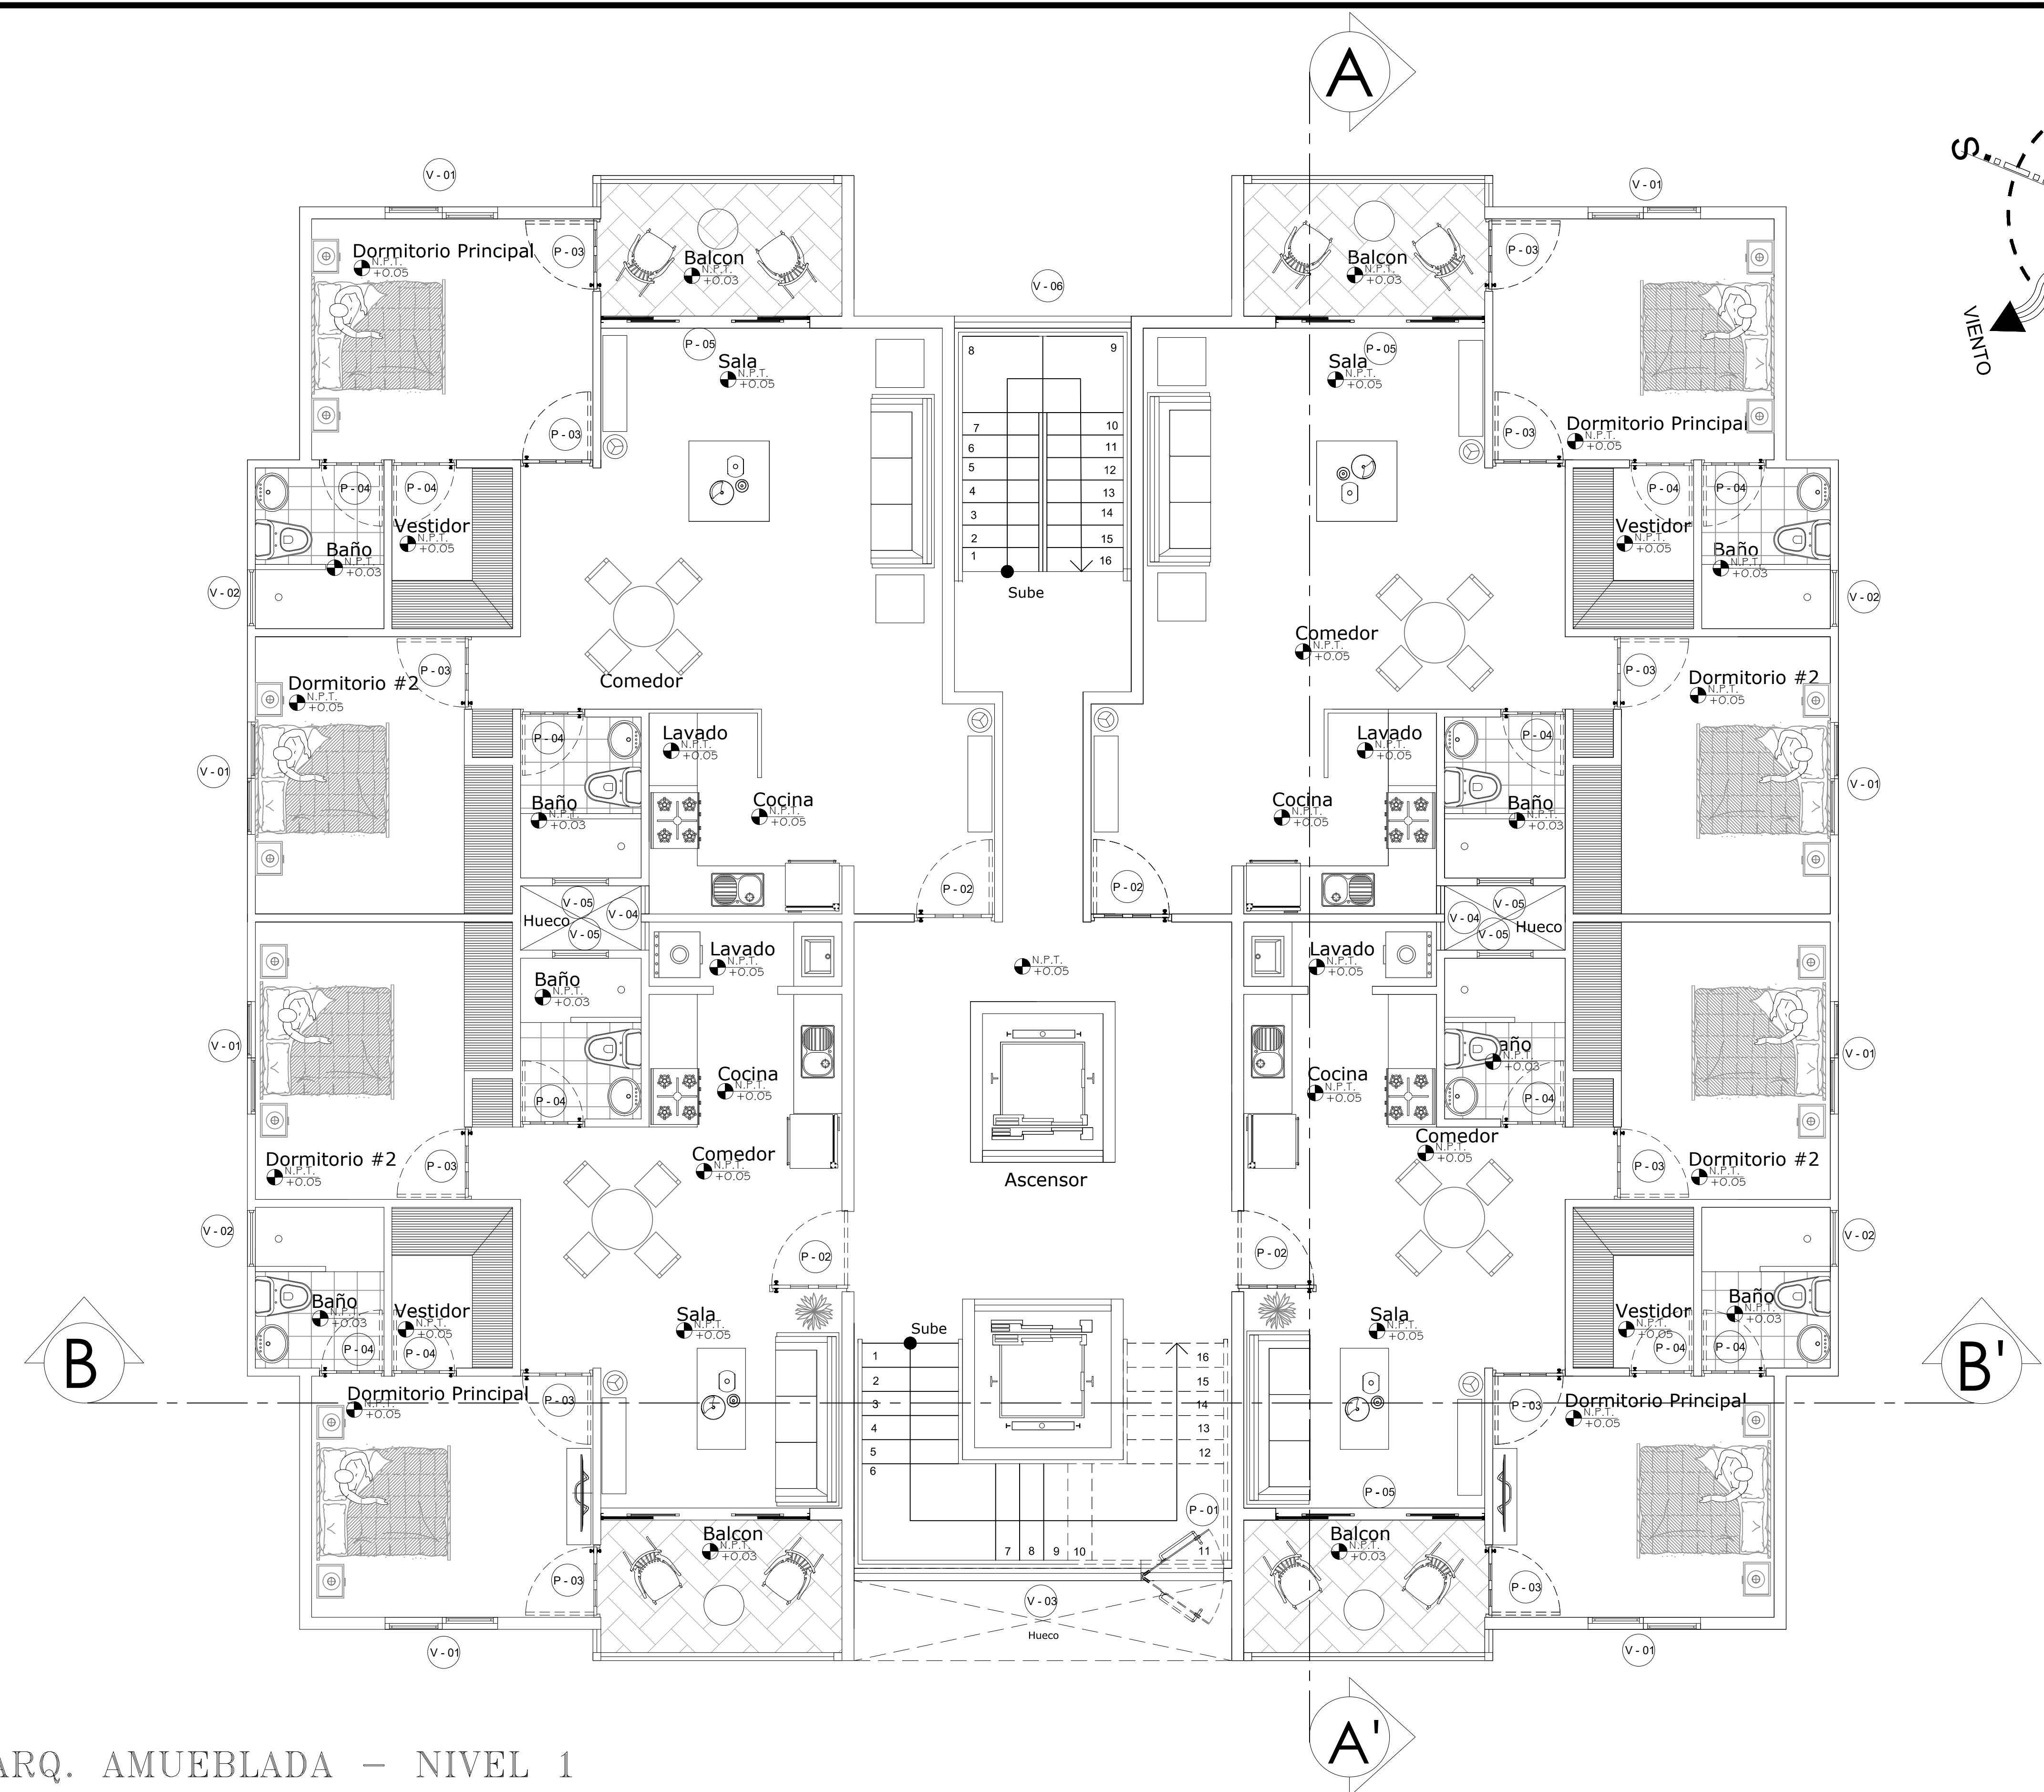 A
S.
VIENTO
V - 01
V - 01
Dormitorio Principal
N.P.T.
+0.05
P - 03
Balcon
N.P.T.
+0.03
V - 06
Balcon
N.P.T.
+0.03
P - 03
P - 05
Sala
N.P.T.
+0.05
8
9
Sala
N.P.T.
+0.05
P - 05
P - 03
7
10
6
11
5
12
4
13
3
14
2
15
1
16
Sube
P - 03
Dormitorio Principal
N.P.T.
+0.05
P - 04
P - 04
Vestidor
N.P.T.
+0.05
Baño
N.P.T.
+0.03
P - 04
P - 04
Vestidor
N.P.T.
+0.05
Baño
N.P.T.
+0.03
V - 02
V - 02
Comedor
Comedor
N.P.T.
+0.05
P - 03
Dormitorio #2
N.P.T.
+0.05
P - 03
Dormitorio #2
N.P.T.
+0.05
V - 01
P - 04
Lavado
N.P.T.
+0.05
Baño
N.P.T.
+0.03
Cocina
N.P.T.
+0.05
Lavado
N.P.T.
+0.05
P - 04
Cocina
N.P.T.
+0.05
Baño
N.P.T.
+0.03
V - 01
P - 02
P - 02
V - 05
V - 04
Hueco
V - 05
V - 04
V - 05
Hueco
V - 05
Lavado
N.P.T.
+0.05
N.P.T.
+0.05
Lavado
N.P.T.
+0.05
Baño
N.P.T.
+0.03
V - 01
año
N.P.T.
+0.03
V - 01
Cocina
N.P.T.
+0.05
Cocina
N.P.T.
+0.05
P - 04
P - 04
Comedor
N.P.T.
+0.05
Ascensor
Comedor
N.P.T.
+0.05
Dormitorio #2
N.P.T.
+0.05
P - 03
P - 03
Dormitorio #2
N.P.T.
+0.05
V - 02
P - 02
P - 02
V - 02
Baño
N.P.T.
+0.03
Vestidor
N.P.T.
+0.05
P - 04
P - 04
Sala
N.P.T.
+0.05
Sube
Sala
N.P.T.
+0.05
Vestidor
N.P.T.
+0.05
Baño
N.P.T.
+0.03
P - 04
P - 04
B
B'
1
16
2
15
3
14
4
13
5
12
6
Dormitorio Principal
N.P.T.
+0.05
P - 03
P - 03
Dormitorio Principal
N.P.T.
+0.05
P - 05
P - 01
7
8
9
10
11
Balcon
N.P.T.
+0.03
Balcon
N.P.T.
+0.03
P - 03
P - 03
V - 03
Hueco
V - 01
V - 01
A'
ARQ. AMUEBLADA - NIVEL 1